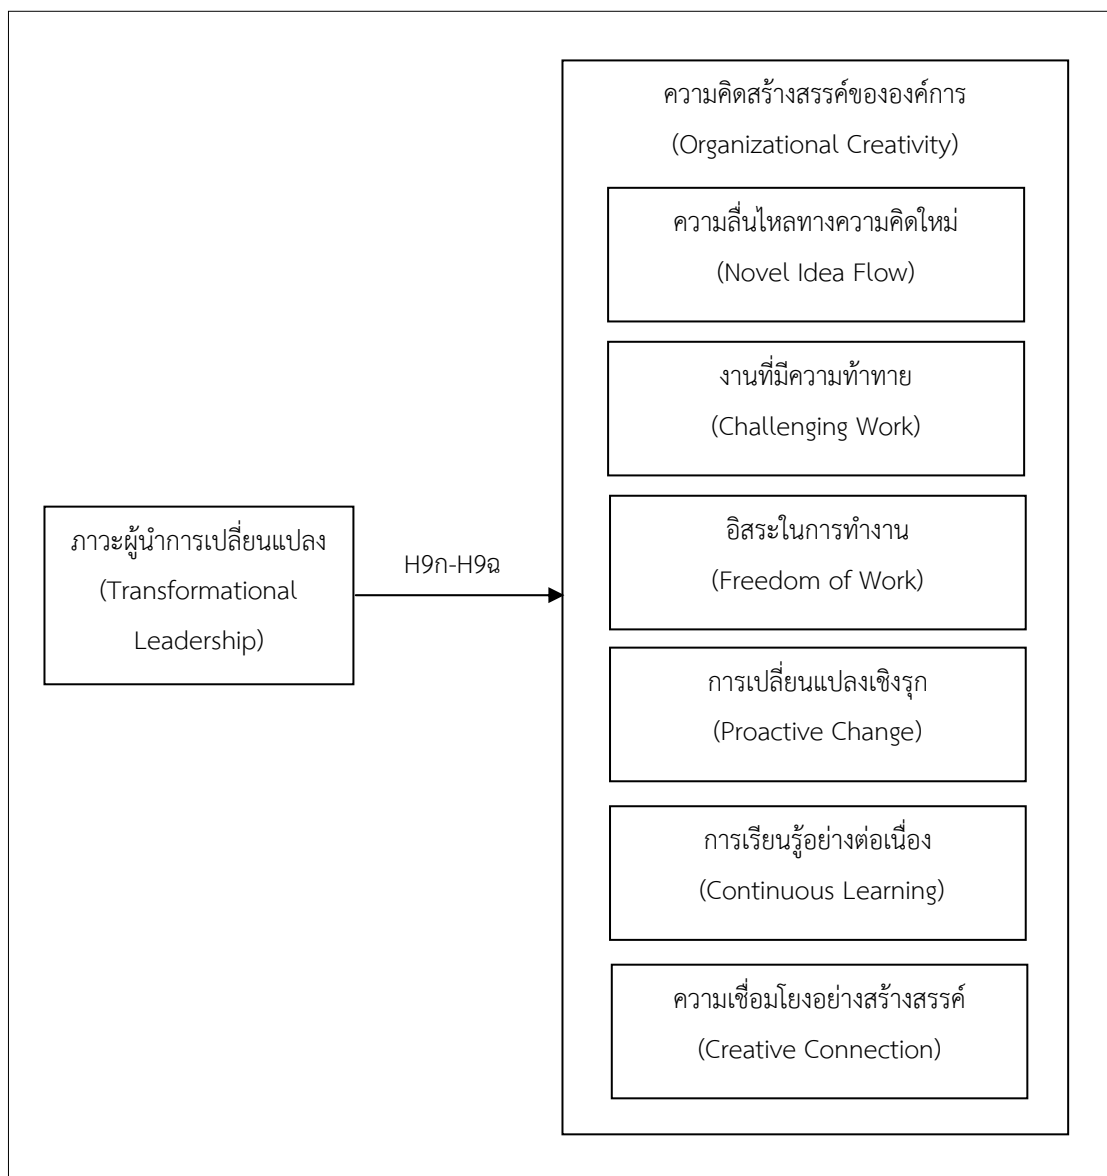 ความคิดสร้างสรรค์ขององค์การ
(Organizational Creativity)
ความลื่นไหลทางความคิดใหม่
(Novel Idea Flow)
งานที่มีความท้าทาย
(Challenging Work)
อิสระในการทำงาน
(Freedom of Work)
ภาวะผู้นำการเปลี่ยนแปลง
(Transformational
Leadership)
H9ก-H9ฉ
การเปลี่ยนแปลงเชิงรุก
(Proactive Change)
การเรียนรู้อย่างต่อเนื่อง
(Continuous Learning)
ความเชื่อมโยงอย่างสร้างสรรค์
(Creative Connection)